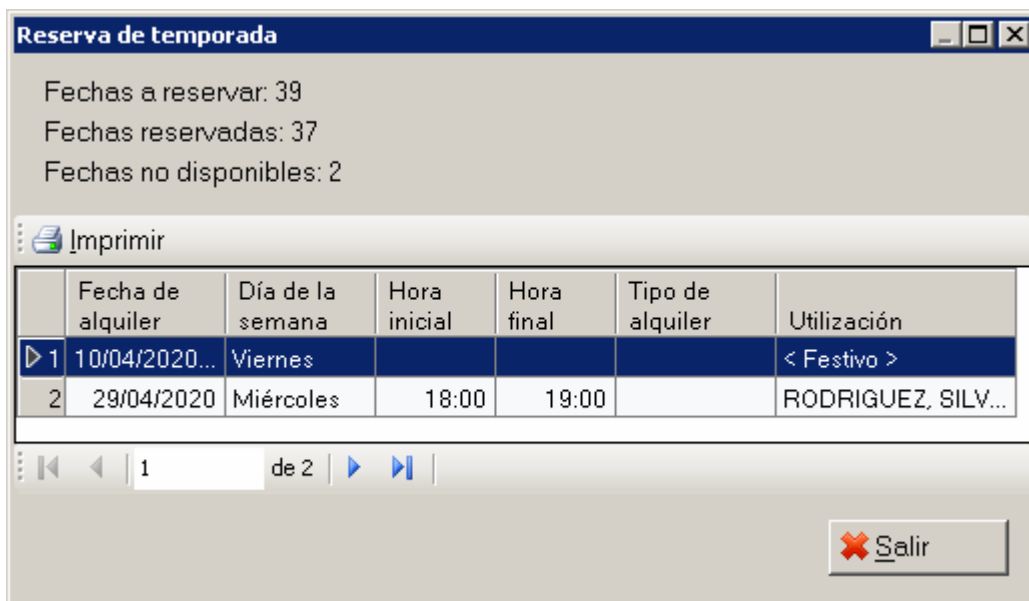 Reserva de temporada
Fechas a reservar: 39
Fechas reservadas: 37
Fechas no disponibles: 2
Imprimir
Fecha de alquiler Día de la semana Hora inicial Hora final Tipo de alquiler Utilización
1 10/04/2020... Viernes < Festivo >
2 29/04/2020 Miércoles 18:00 19:00 RODRIGUEZ, SILV...
1 de 2
Salir